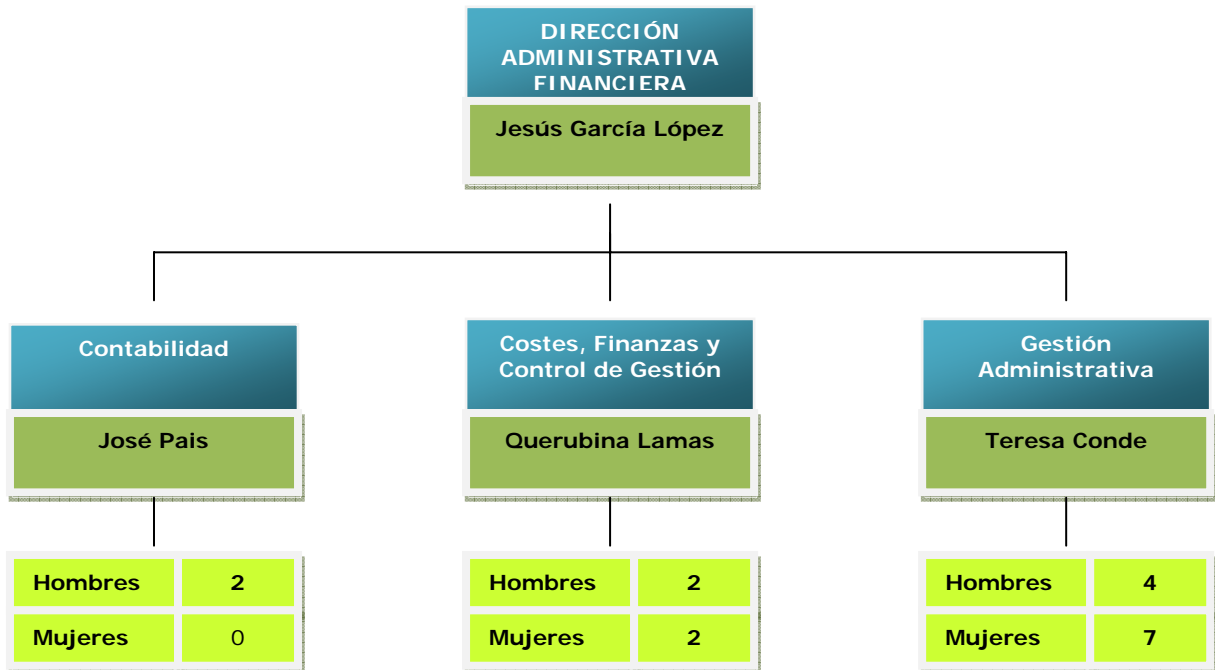 DIRECCIÓN
ADMINISTRATIVA
FINANCIERA
Jesús García López
Contabilidad
José Pais
Hombres 2
Mujeres 0
Costes, Finanzas y
Control de Gestión
Querubina Lamas
Hombres 2
Mujeres 2
Gestión
Administrativa
Teresa Conde
Hombres 4
Mujeres 7